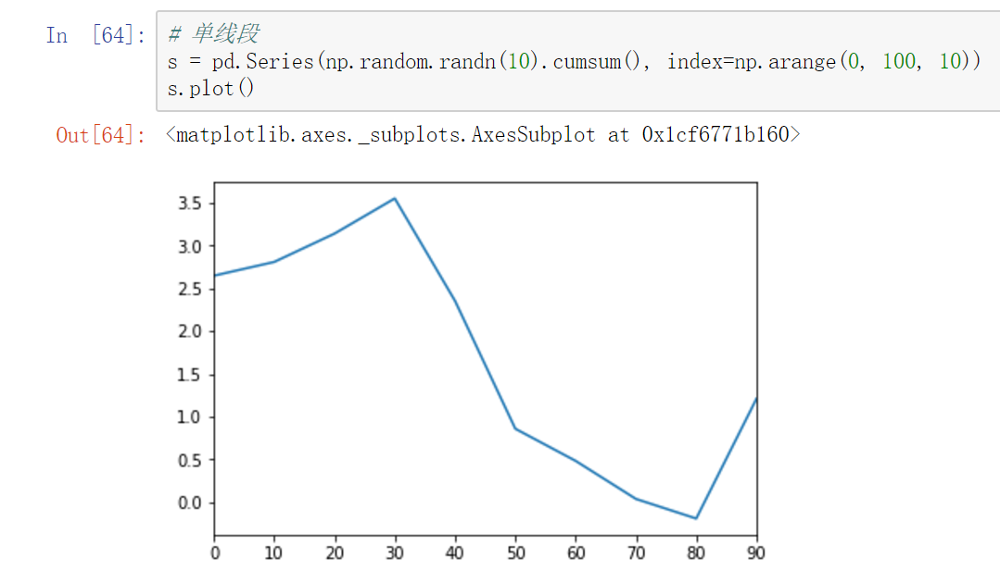 In [64]: # 单线段
s = pd.Series(np.random.randn(10).cumsum(), index=np.arange(0, 100, 10))
s.plot()
Out[64]: <matplotlib.axes._subplots.AxesSubplot at 0x1cf6771b160>
3.5
3.0
2.5
2.0
1.5
1.0
0.5
0.0
0 10 20 30 40 50 60 70 80 90